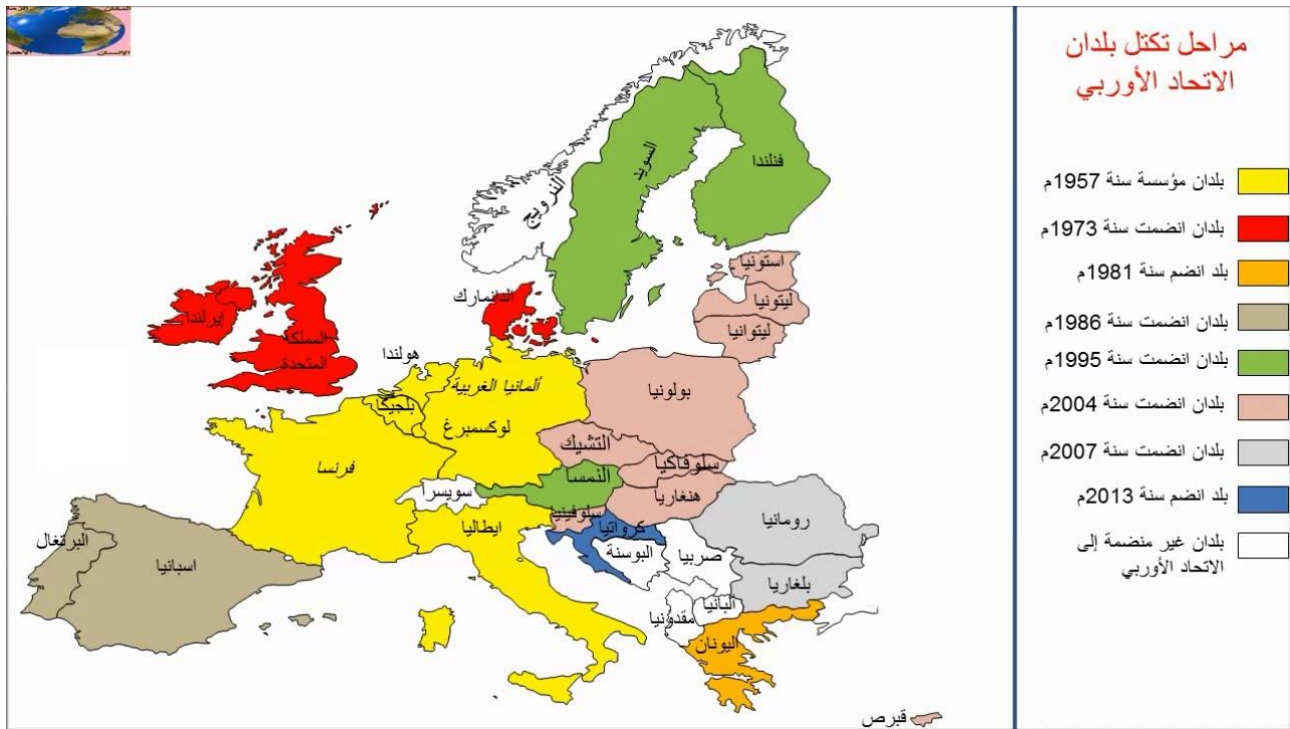 مراحل تكتل بلدان
الاتحاد الأوربي
بلدان مؤسسة سنة 1957م
بلدان انضمت سنة 1973م
بلد انضم سنة 1981م
بلدان انضمت سنة 1986م
بلدان انضمت سنة 1995م
بلدان انضمت سنة 2004م
بلدان انضمت سنة 2007م
بلد انضم سنة 2013م
بلدان غير منضمة إلى
الاتحاد الأوربي
فنلندا
السويد
النرويج
استونيا
ليتونيا
ليتوانيا
الدانمارك
إيرلندا
المملكة
المتحدة
هولندا
ألمانيا الغربية
بلجيكا
لوكسمبرغ
بولونيا
التشيك
سلوفاكيا
فرنسا
النمسا
هنغاريا
سويسرا
سلوفينيا
كرواتيا
رومانيا
ايطاليا
البوسنة
صربيا
البرتغال
اسبانيا
بلغاريا
البانيا
مقدونيا
اليونان
قبرص